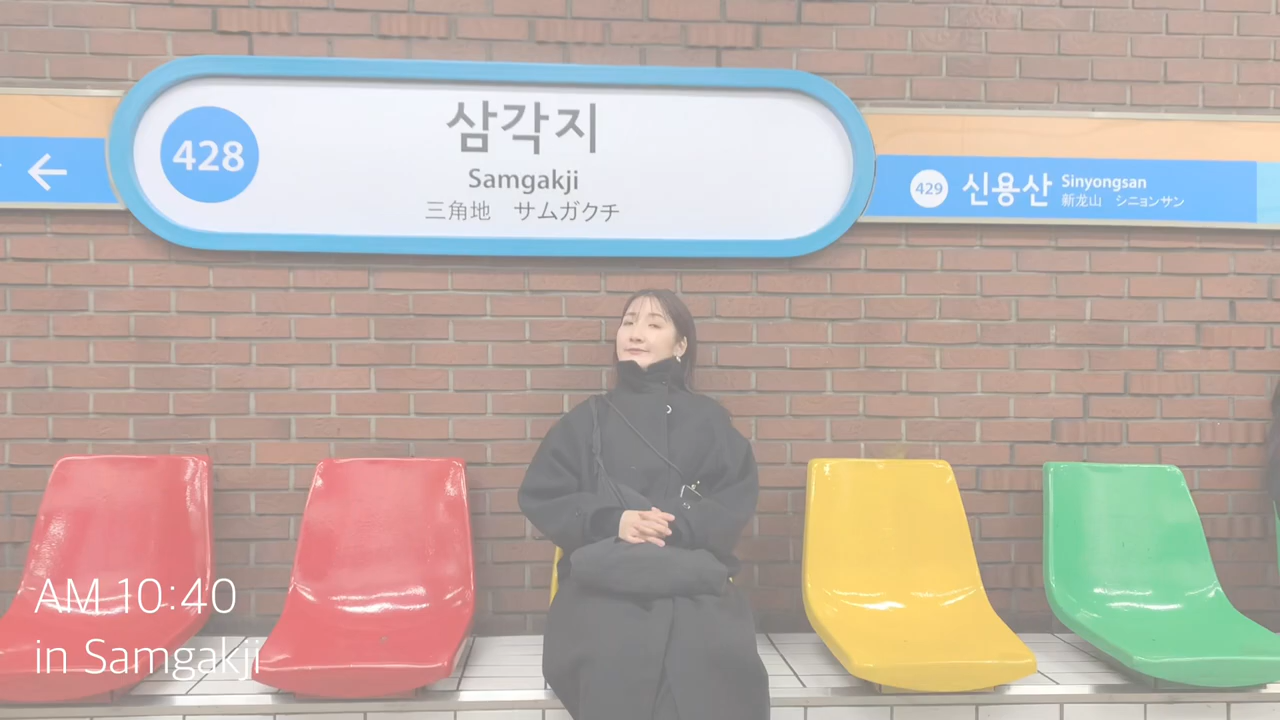 428
삼각지
Samgakji
三角地 サムガクチ
←
429 신용산 Sinyongsan
新龙山 シニョンサン
AM 10:40
in Samgakji